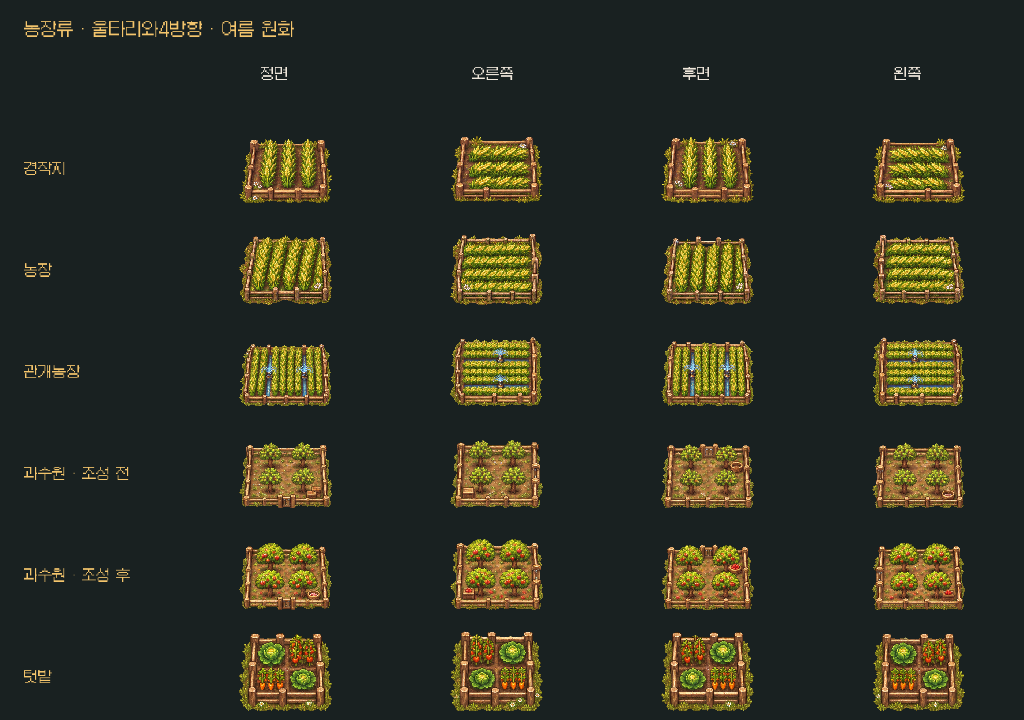 농장류 · 울타리와4방향 · 여름 원화
정면 오른쪽 후면 왼쪽
경작지
농장
관개농장
과수원 · 조성 전
과수원 · 조성 후
텃밭